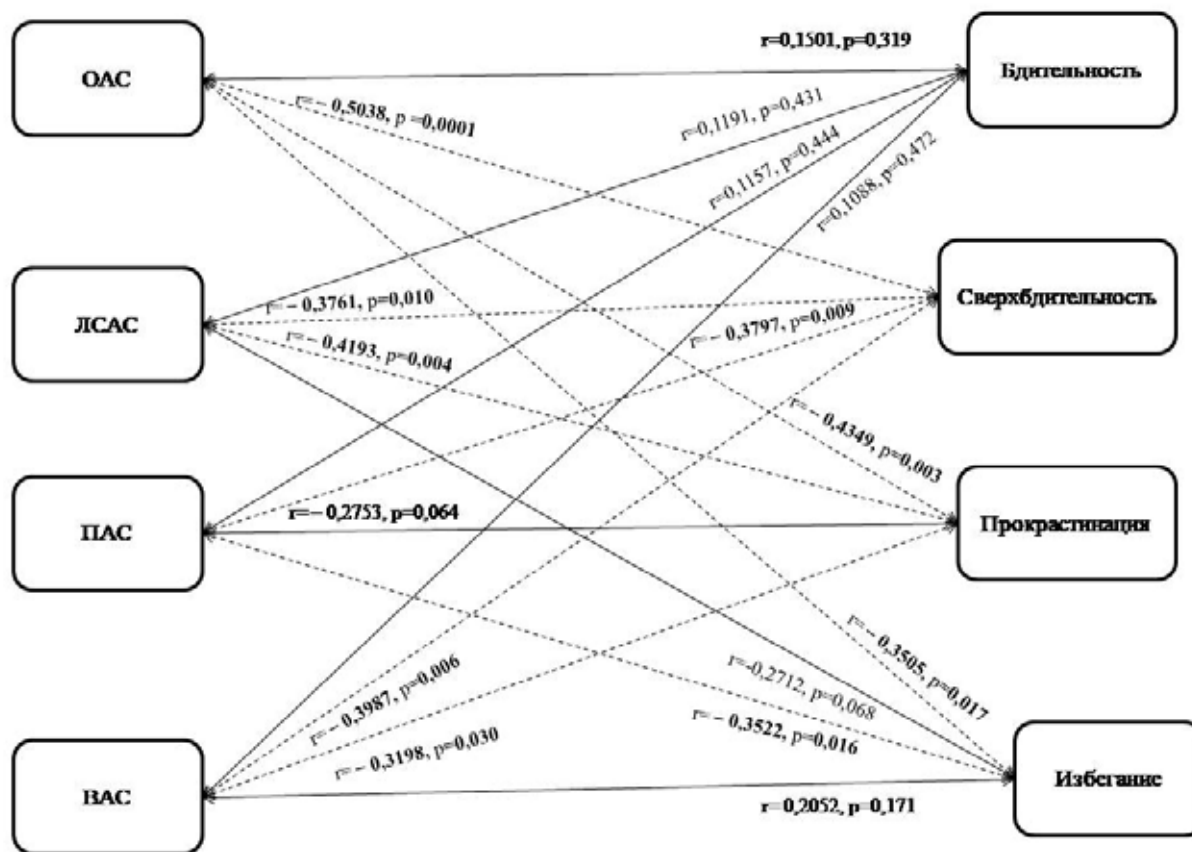 ОАС
ЛСАС
ПАС
ВАС
r=0,1501, p=0,319
r= – 0,5038, p =0,0001
r=0,1191, p=0,431
r=0,1157, p=0,444
r=0,1088, p=0,472
r= – 0,3761, p=0,010
r= – 0,4193, p=0,004
r= – 0,3797, p=0,009
r= – 0,4349, p=0,003
r= – 0,2753, p=0,064
r= – 0,3505, p=0,017
r=-0,2712, p=0,068
r= – 0,3522, p=0,016
r= – 0,3987, p=0,006
r= – 0,3198, p=0,030
r=0,2052, p=0,171
Бдительность
Сверхбдительность
Прокрастинация
Избегание